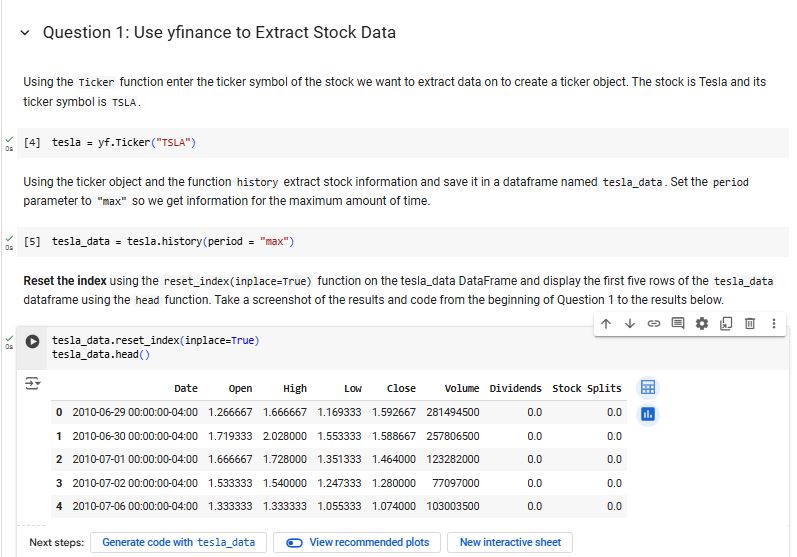 Question 1: Use yfinance to Extract Stock Data
Using the Ticker function enter the ticker symbol of the stock we want to extract data on to create a ticker object. The stock is Tesla and its
ticker symbol is TSLA.
0s [4] tesla = yf.Ticker("TSLA")
Using the ticker object and the function history extract stock information and save it in a dataframe named tesla_data. Set the period
parameter to "max" so we get information for the maximum amount of time.
0s [5] tesla_data = tesla.history(period = "max")
Reset the index using the reset_index(inplace=True) function on the tesla_data DataFrame and display the first five rows of the tesla_data
dataframe using the head function. Take a screenshot of the results and code from the beginning of Question 1 to the results below.
0s tesla_data.reset_index(inplace=True)
tesla_data.head()
Date Open High Low Close Volume Dividends Stock Splits
0 2010-06-29 00:00:00-04:00 1.266667 1.666667 1.169333 1.592667 281494500 0.0 0.0
1 2010-06-30 00:00:00-04:00 1.719333 2.028000 1.553333 1.588667 257806500 0.0 0.0
2 2010-07-01 00:00:00-04:00 1.666667 1.728000 1.351333 1.464000 123282000 0.0 0.0
3 2010-07-02 00:00:00-04:00 1.533333 1.540000 1.247333 1.280000 77097000 0.0 0.0
4 2010-07-06 00:00:00-04:00 1.333333 1.333333 1.055333 1.074000 103003500 0.0 0.0
Next steps: Generate code with tesla_data View recommended plots New interactive sheet